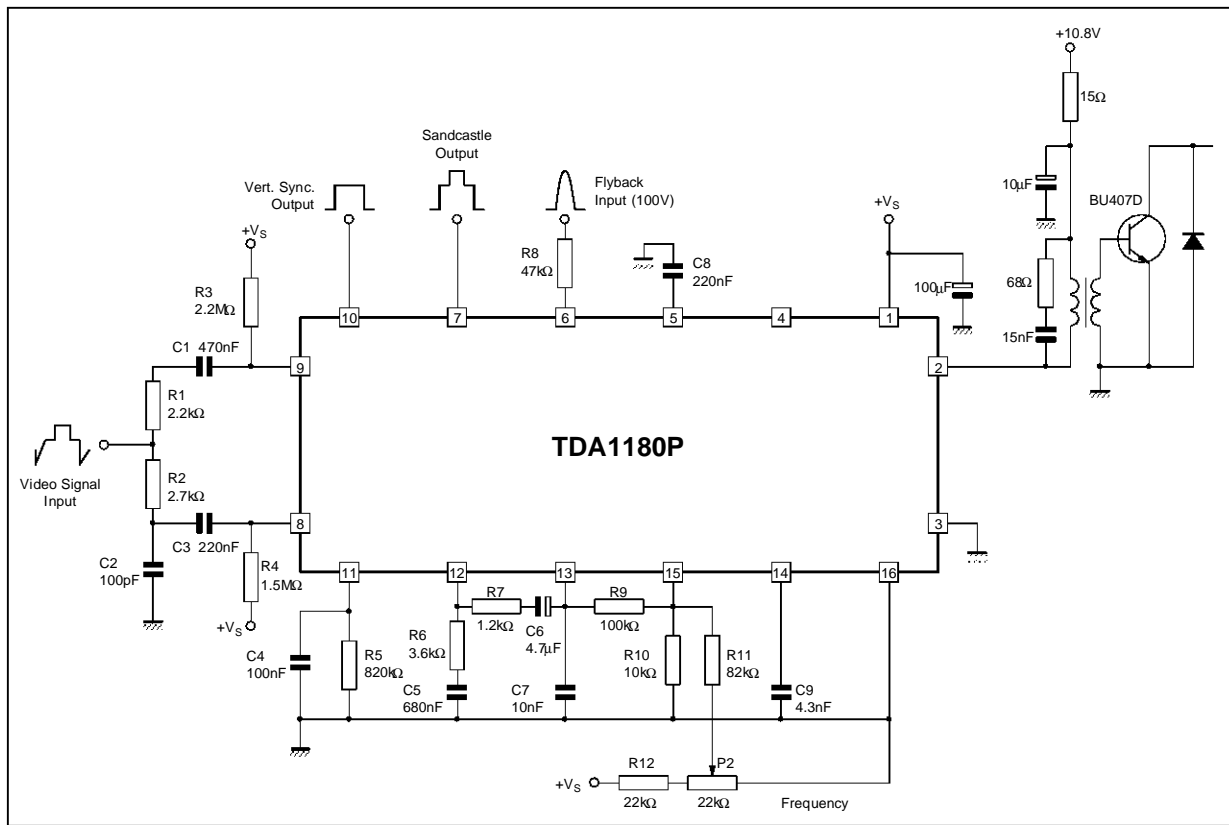 +10.8V
15Ω
Sandcastle
Output
Vert. Sync.
Output
Flyback
Input (100V)
10μF
BU407D
+VS
+VS
R8
47kΩ
C8
220nF
R3
2.2MΩ
100μF
68Ω
15nF
10
7
6
5
4
1
C1 470nF
9
2
R1
2.2kΩ
TDA1180P
Video Signal
Input
R2
2.7kΩ
8
3
C3 220nF
C2
100pF
R4
1.5MΩ
11
12
13
15
14
16
+VS
R7
1.2kΩ
C6
4.7μF
R9
100kΩ
R6
3.6kΩ
C4
100nF
R5
820kΩ
R10
10kΩ
R11
82kΩ
C5
680nF
C7
10nF
C9
4.3nF
+VS
R12
22kΩ
P2
22kΩ
Frequency